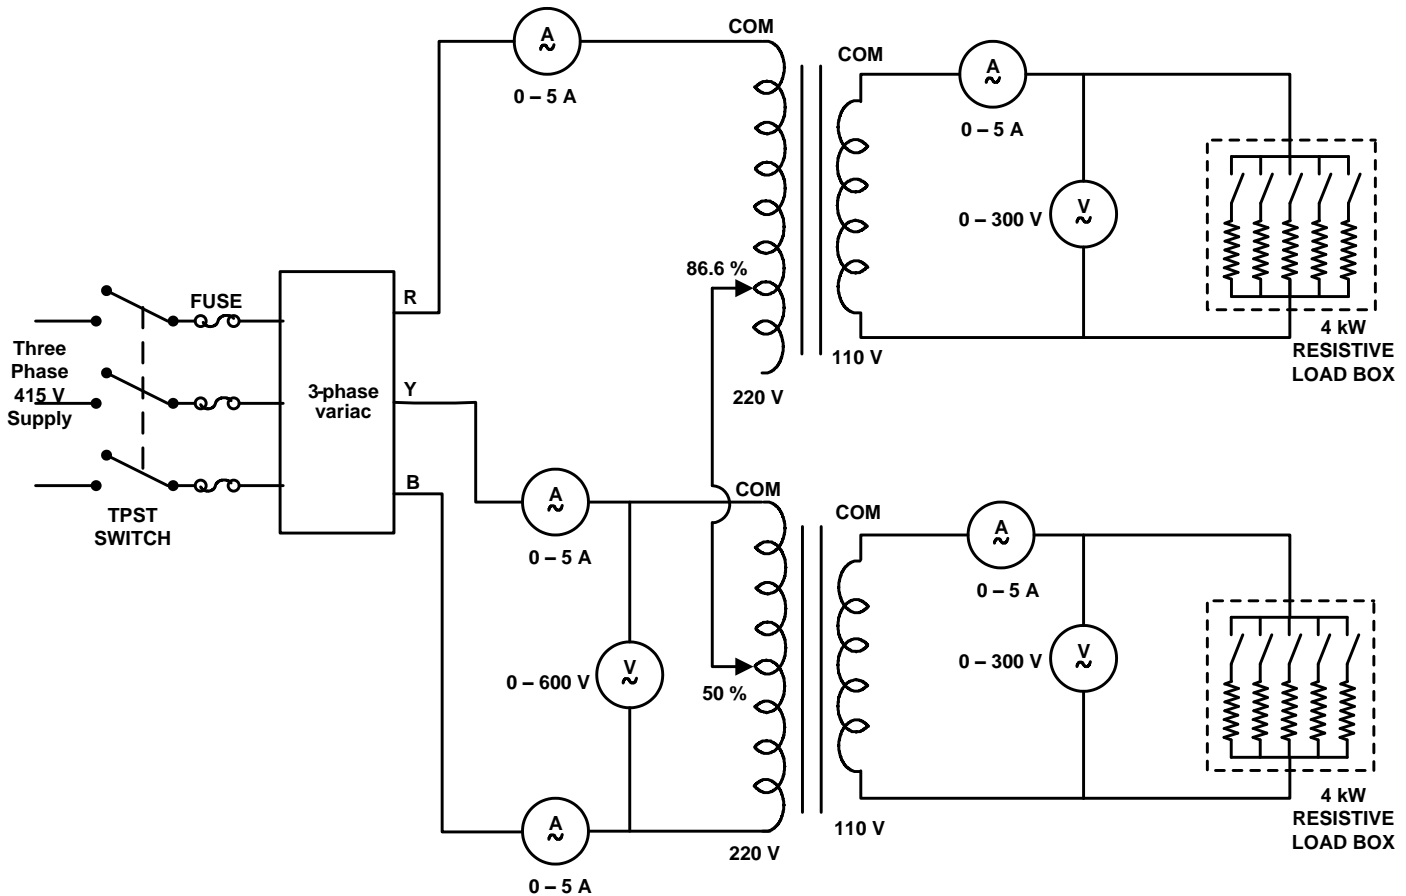 COM
A
0 – 5 A
COM
A
0 – 5 A
V
0 – 300 V
4 kW
RESISTIVE
LOAD BOX
86.6 %
110 V
220 V
FUSE
Three
Phase
415 V
Supply
TPST
SWITCH
3-phase
variac
R
Y
B
A
0 – 5 A
COM
V
0 – 600 V
50 %
A
0 – 5 A
220 V
COM
A
0 – 5 A
V
0 – 300 V
110 V
4 kW
RESISTIVE
LOAD BOX